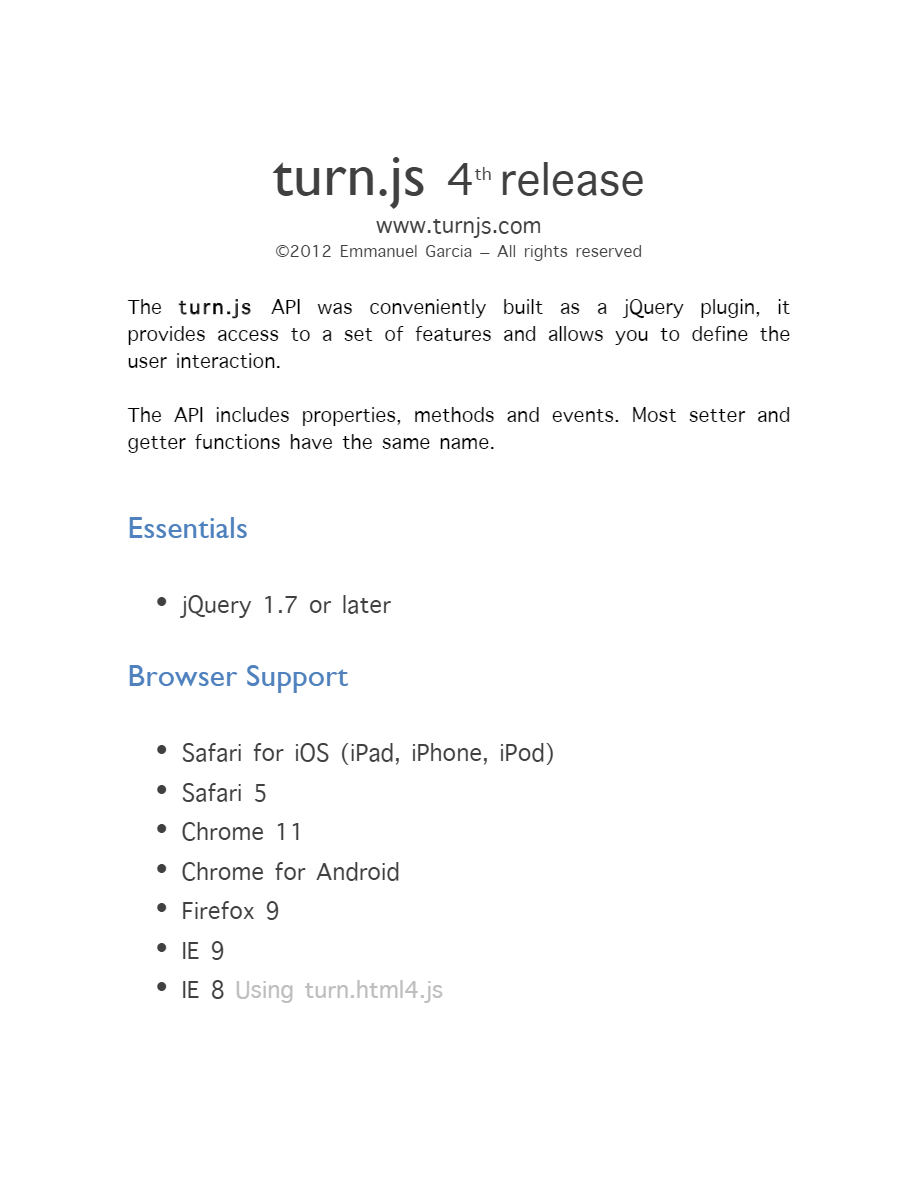 turn.js 4th release
www.turnjs.com
©2012 Emmanuel Garcia – All rights reserved
The turn.js API was conveniently built as a jQuery plugin, it
provides access to a set of features and allows you to define the
user interaction.
The API includes properties, methods and events. Most setter and
getter functions have the same name.
Essentials
• jQuery 1.7 or later
Browser Support
• Safari for iOS (iPad, iPhone, iPod)
• Safari 5
• Chrome 11
• Chrome for Android
• Firefox 9
• IE 9
• IE 8 Using turn.html4.js